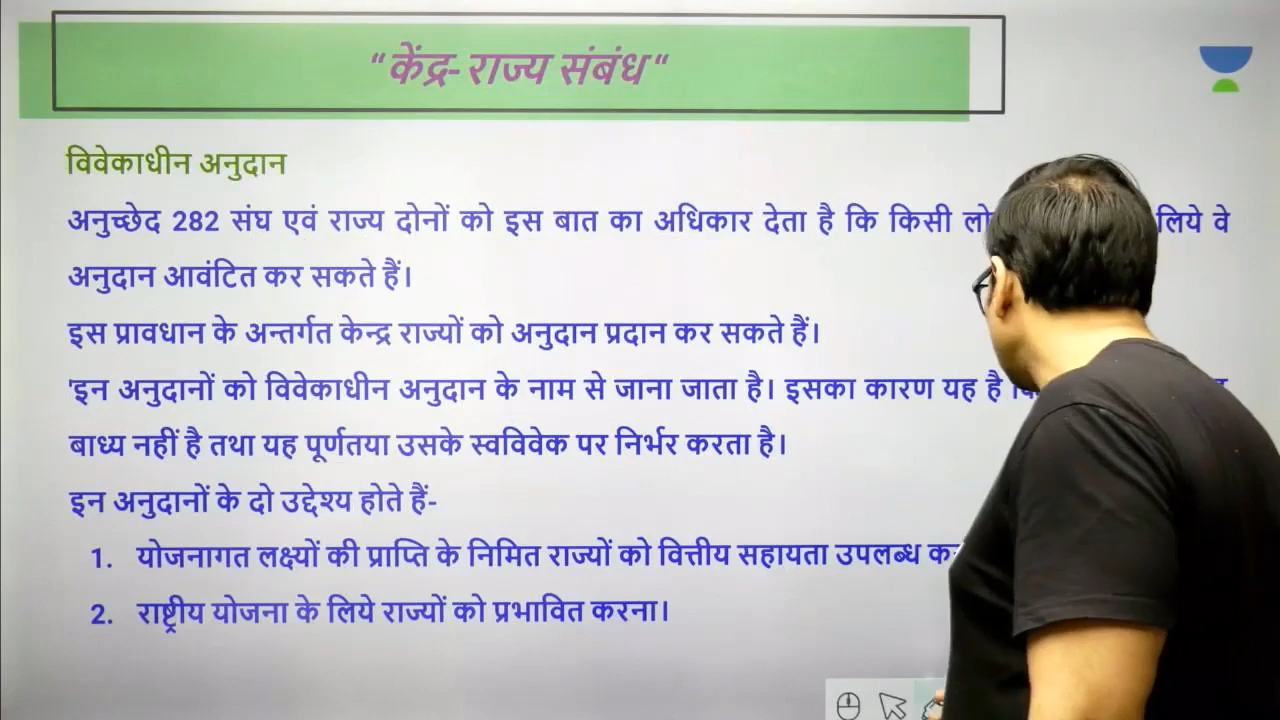 “केंद्र- राज्य संबंध“
विवेकाधीन अनुदान
अनुच्छेद 282 संघ एवं राज्य दोनों को इस बात का अधिकार देता है कि किसी लिये वे
अनुदान आवंटित कर सकते हैं।
इस प्रावधान के अन्तर्गत केन्द्र राज्यों को अनुदान प्रदान कर सकते हैं।
'इन अनुदानों को विवेकाधीन अनुदान के नाम से जाना जाता है। इसका कारण यह है
बाध्य नहीं है तथा यह पूर्णतया उसके स्वविवेक पर निर्भर करता है।
इन अनुदानों के दो उद्देश्य होते हैं-
1. योजनागत लक्ष्यों की प्राप्ति के निमित राज्यों को वित्तीय सहायता उपलब्ध
2. राष्ट्रीय योजना के लिये राज्यों को प्रभावित करना।